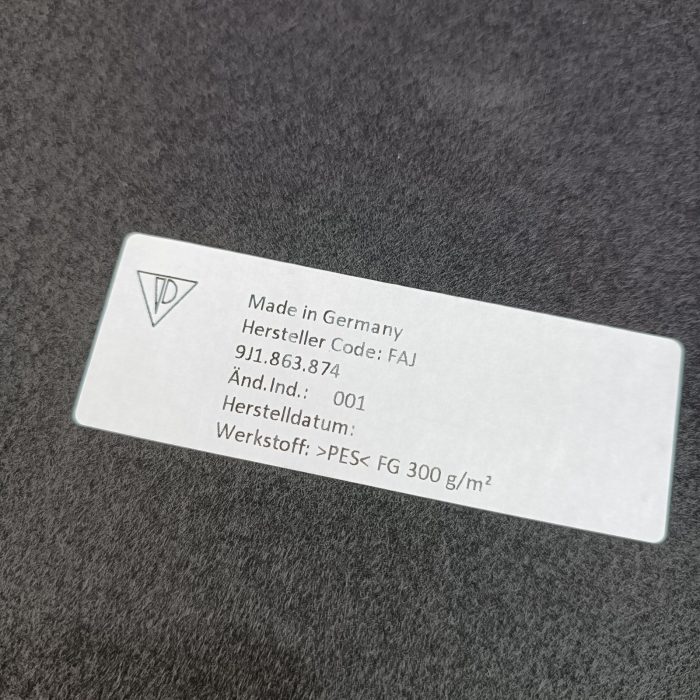 Made in Germany
Hersteller Code: FAJ
9J1.863.874
Änd.Ind.: 001
Herstelldatum:
Werkstoff: >PES< FG 300 g/m²